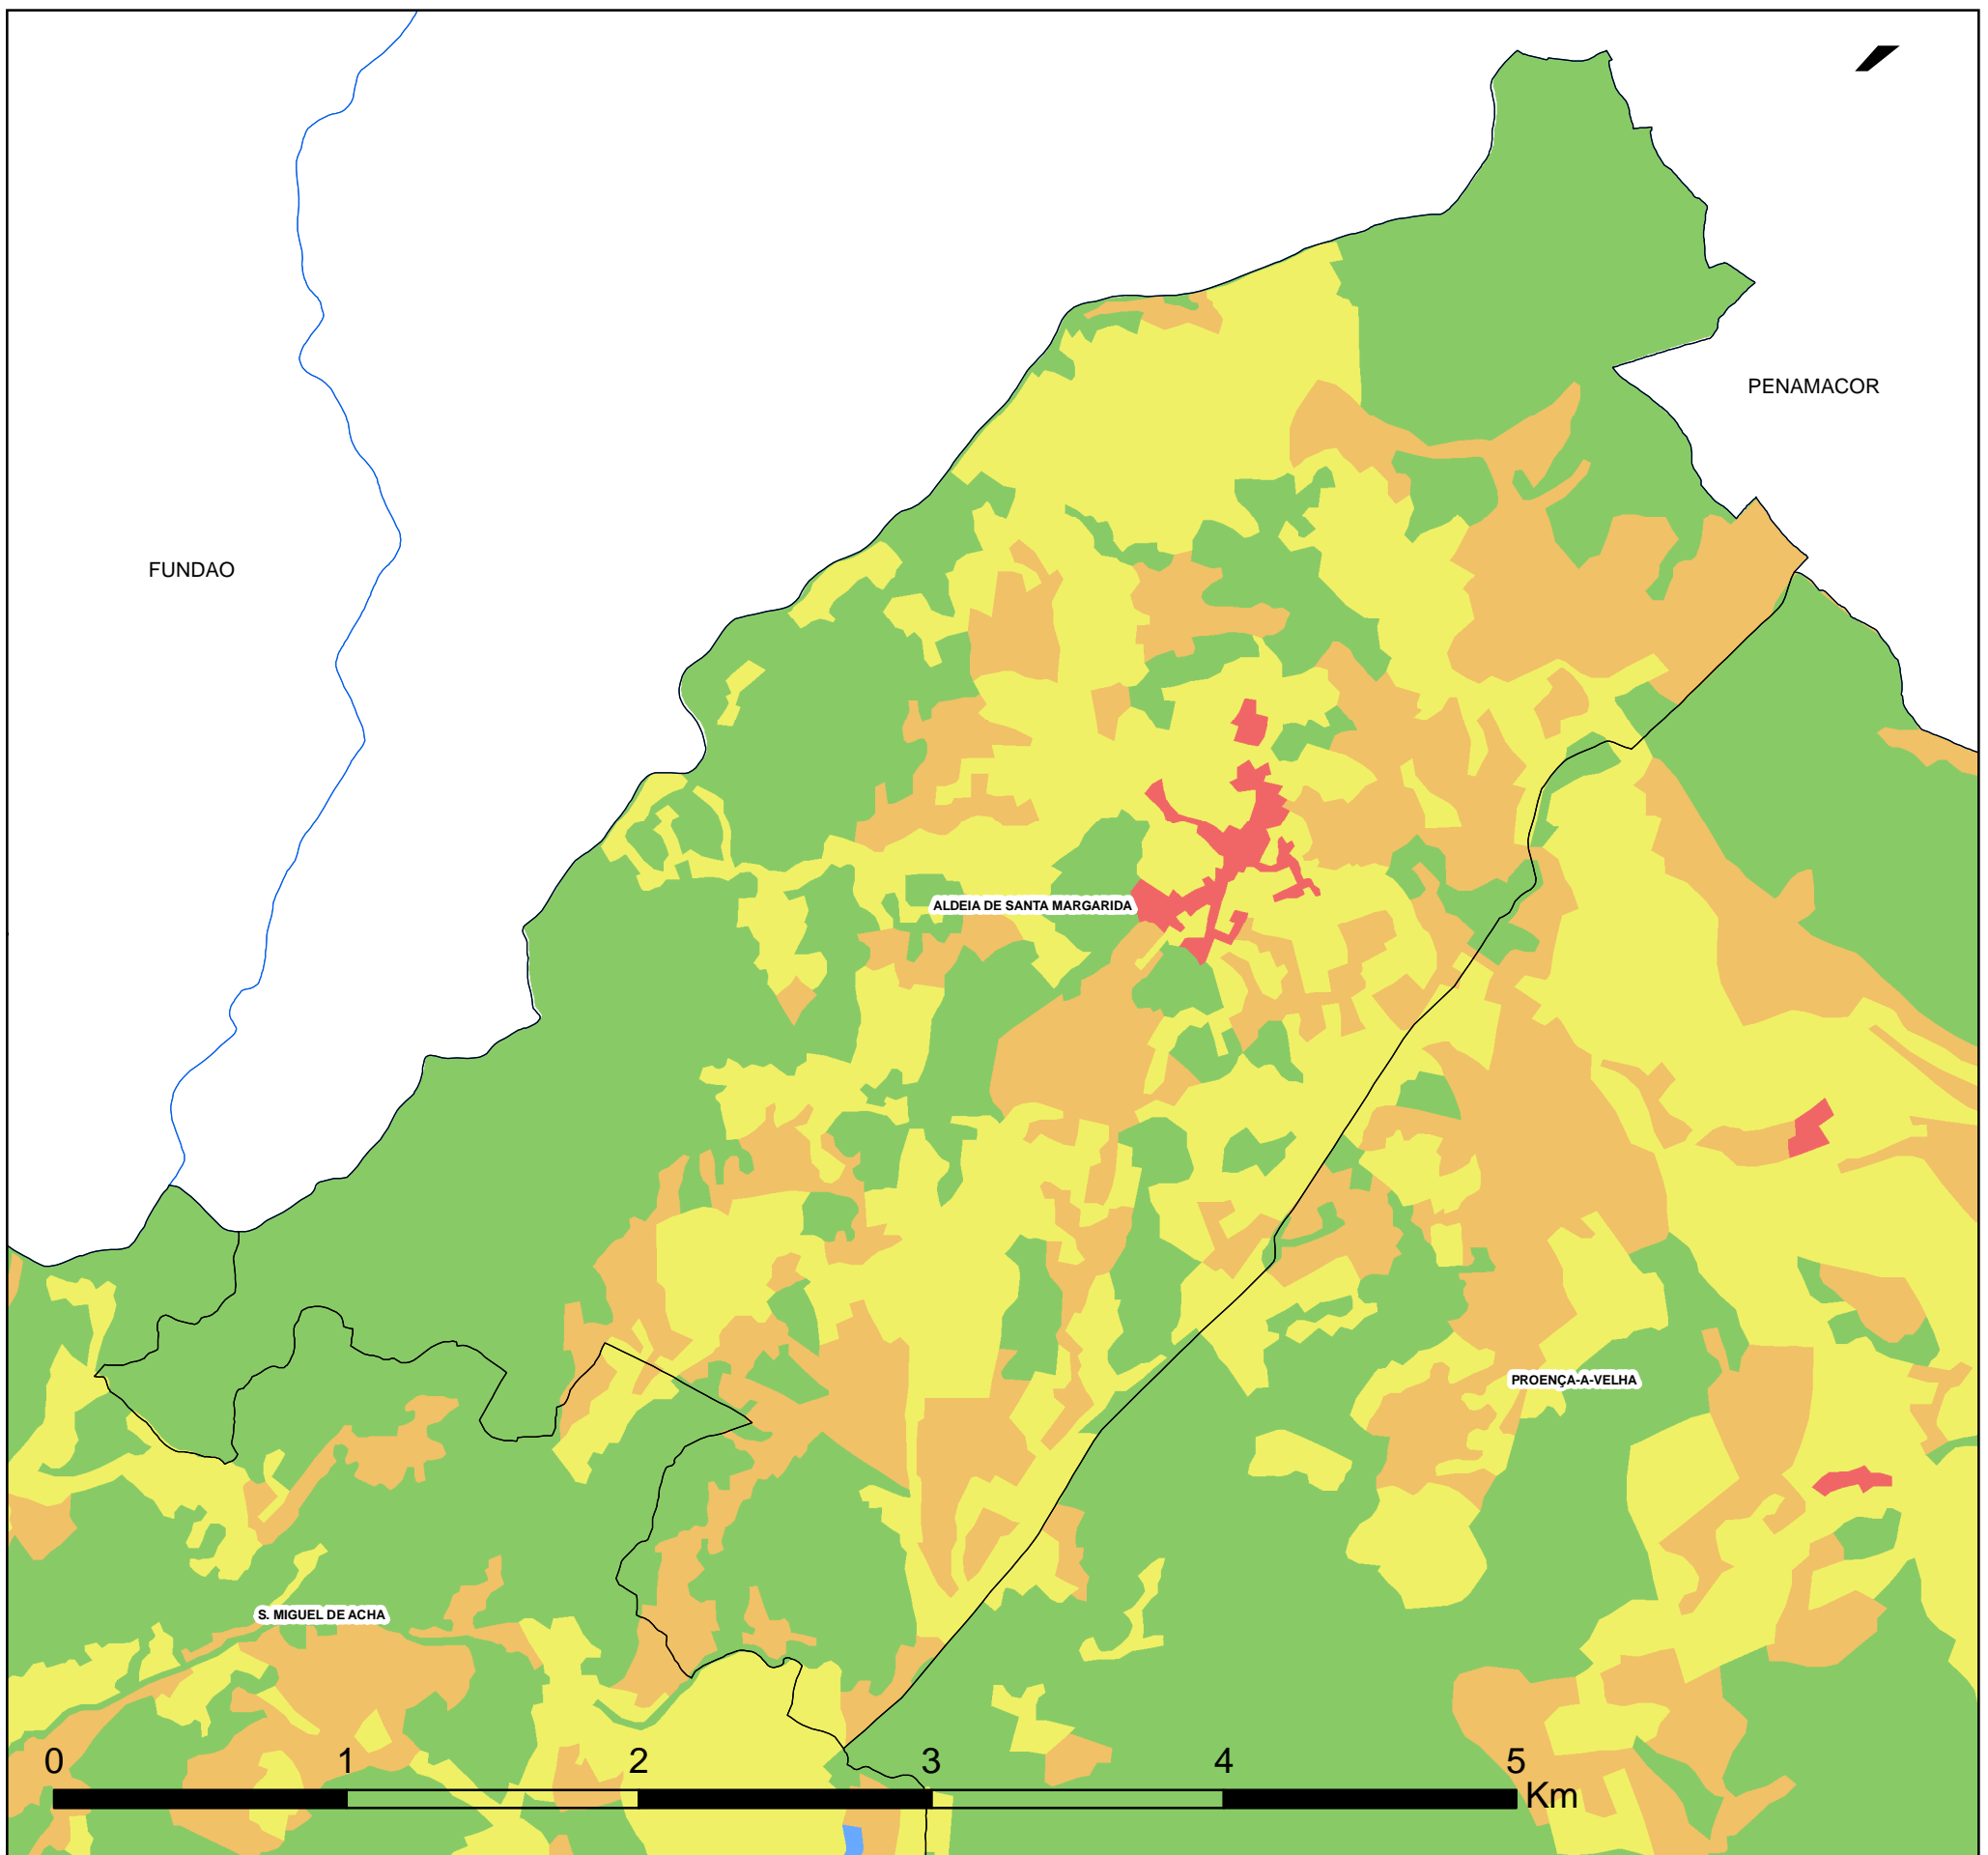 PENAMACOR
FUNDAO
ALDEIA DE SANTA MARGARIDA
PROENÇA-A-VELHA
S. MIGUEL DE ACHA
0 1 2 3 4 5
Km